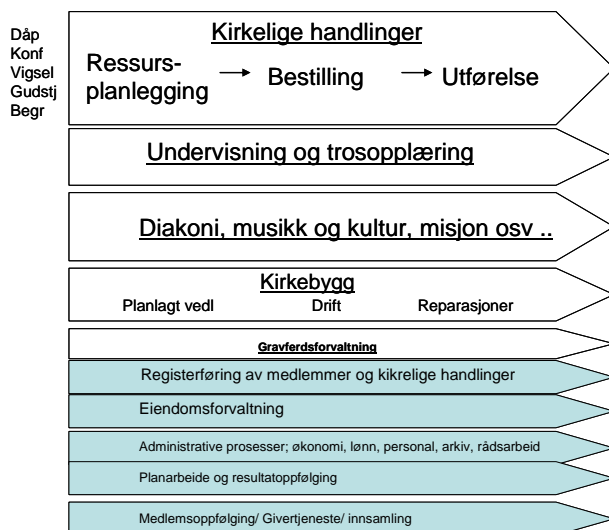 Dåp
Konf
Vigsel
Gudstj
Begr
Kirkelige handlinger
Ressurs-
planlegging
Bestilling
Utførelse
Undervisning og trosopplæring
Diakoni, musikk og kultur, misjon osv ..
Kirkebygg
Planlagt vedl Drift Reparasjoner
Gravferdsforvaltning
Registerføring av medlemmer og kikrelige handlinger
Eiendomsforvaltning
Administrative prosesser; økonomi, lønn, personal, arkiv, rådsarbeid
Planarbeide og resultatoppfølging
Medlemsoppfølging/ Givertjeneste/ innsamling